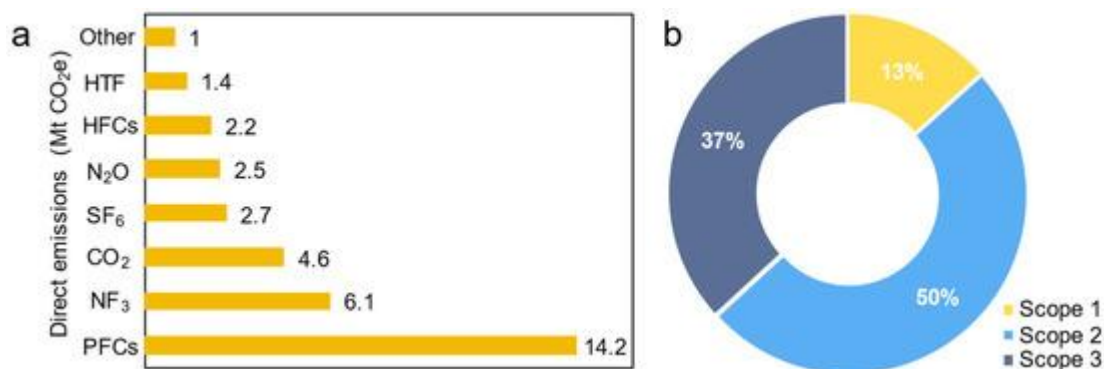 a
Direct emissions (Mt CO₂e)
Other 1
HTF 1.4
HFCs 2.2
N₂O 2.5
SF₆ 2.7
CO₂ 4.6
NF₃ 6.1
PFCs 14.2
b
13%
37%
50%
Scope 1
Scope 2
Scope 3